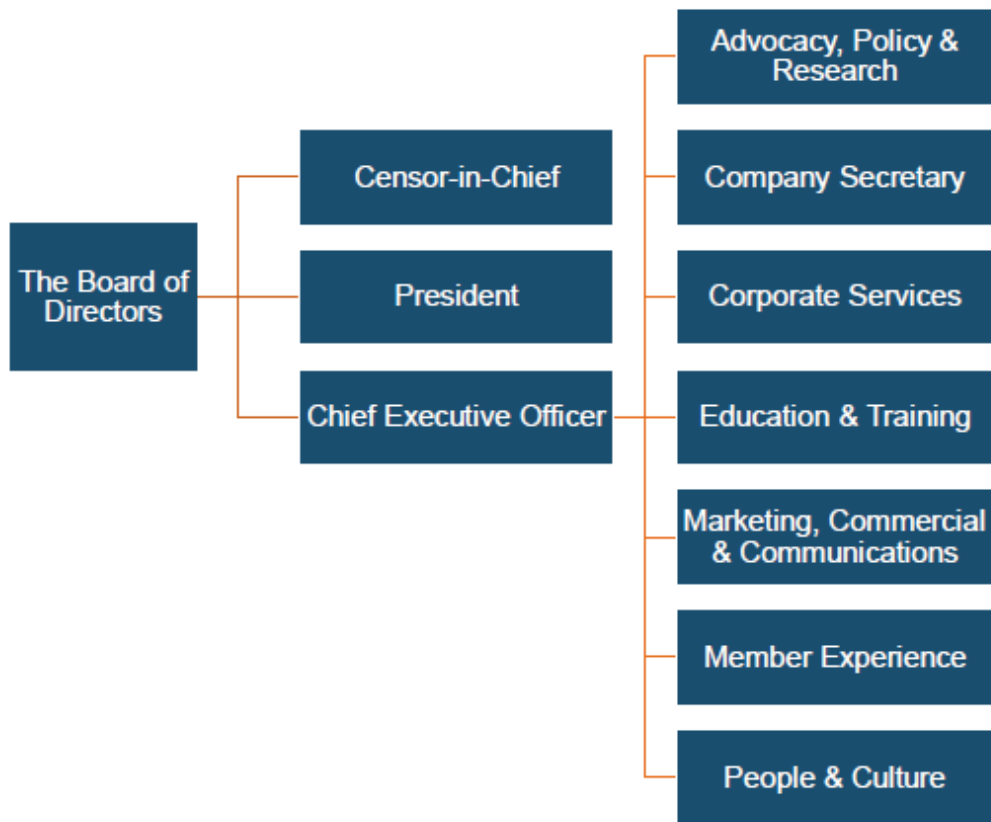 The Board of
Directors
Censor-in-Chief
President
Chief Executive Officer
Advocacy, Policy &
Research
Company Secretary
Corporate Services
Education & Training
Marketing, Commercial
& Communications
Member Experience
People & Culture